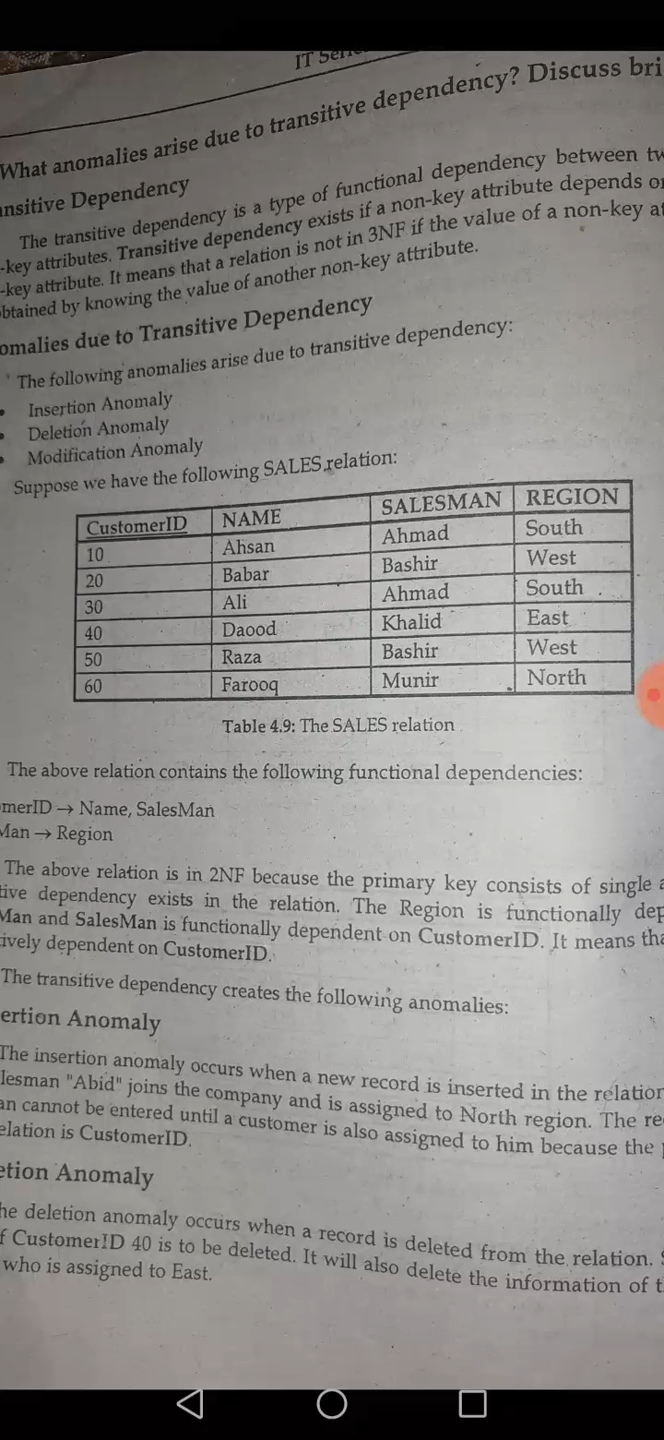 IT Seri
What anomalies arise due to transitive dependency? Discuss bri
nsitive Dependency
The transitive dependency is a type of functional dependency between tw
-key attributes. Transitive dependency exists if a non-key attribute depends o
-key attribute. It means that a relation is not in 3NF if the value of a non-key at
btained by knowing the value of another non-key attribute.
omalies due to Transitive Dependency
The following anomalies arise due to transitive dependency:
• Insertion Anomaly
• Deletion Anomaly
• Modification Anomaly
Suppose we have the following SALES relation:
CustomerID NAME SALESMAN REGION
10 Ahsan Ahmad South
20 Babar Bashir West
30 Ali Ahmad South
40 Daood Khalid East
50 Raza Bashir West
60 Farooq Munir North
Table 4.9: The SALES relation
The above relation contains the following functional dependencies:
merID → Name, SalesMan
Man → Region
The above relation is in 2NF because the primary key consists of single a
tive dependency exists in the relation. The Region is functionally dep
Man and SalesMan is functionally dependent on CustomerID. It means tha
ively dependent on CustomerID.
The transitive dependency creates the following anomalies:
ertion Anomaly
The insertion anomaly occurs when a new record is inserted in the relation
lesman "Abid" joins the company and is assigned to North region. The re
an cannot be entered until a customer is also assigned to him because the p
elation is CustomerID.
etion Anomaly
he deletion anomaly occurs when a record is deleted from the relation. S
f CustomerID 40 is to be deleted. It will also delete the information of t
who is assigned to East.